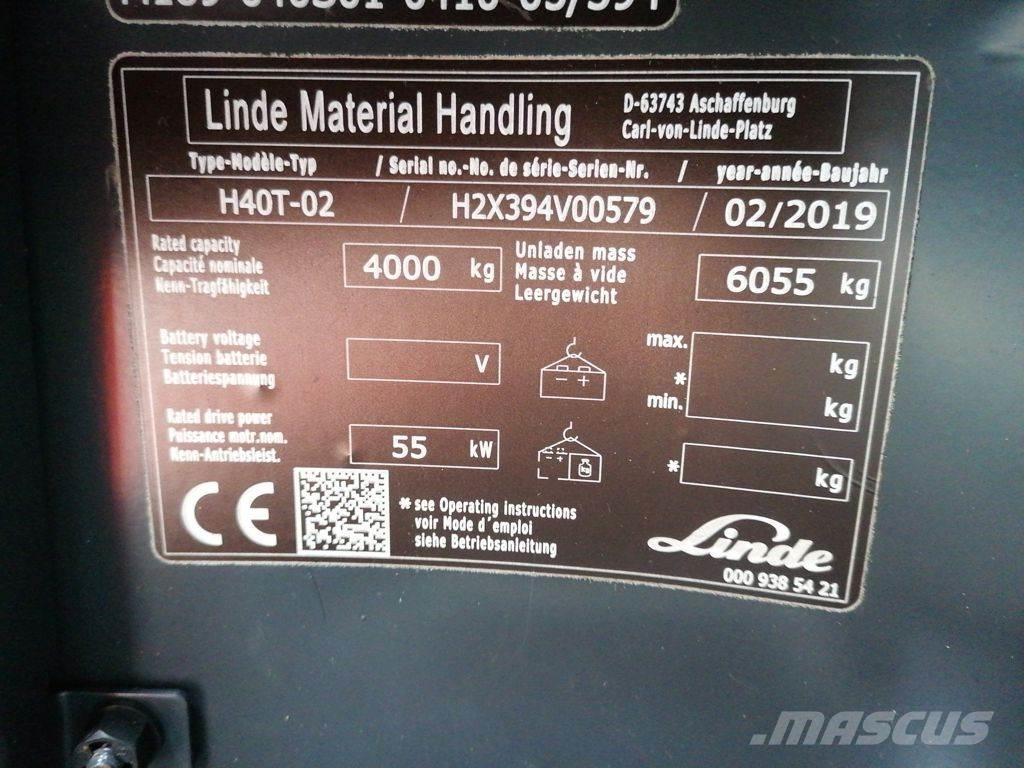 Linde Material Handling
D-63743 Aschaffenburg
Carl-von-Linde-Platz
Type-Modèle-Typ / Serial no.-No. de série-Serien-Nr. / year-année-Baujahr
H40T-02 / H2X394V00579 / 02/2019
Rated capacity
Capacité nominale
Nenn-Tragfähigkeit
4000 kg
Unladen mass
Masse à vide
Leergewicht
6055 kg
Battery voltage
Tension batterie
Batteriespannung
V
max. kg
*
min. kg
Rated drive power
Puissance motr.nom.
Nenn-Antriebsleist.
55 kW
* kg
CE
* see Operating instructions
voir Mode d'emploi
siehe Betriebsanleitung
Linde
000 938 54 21
MASCUS